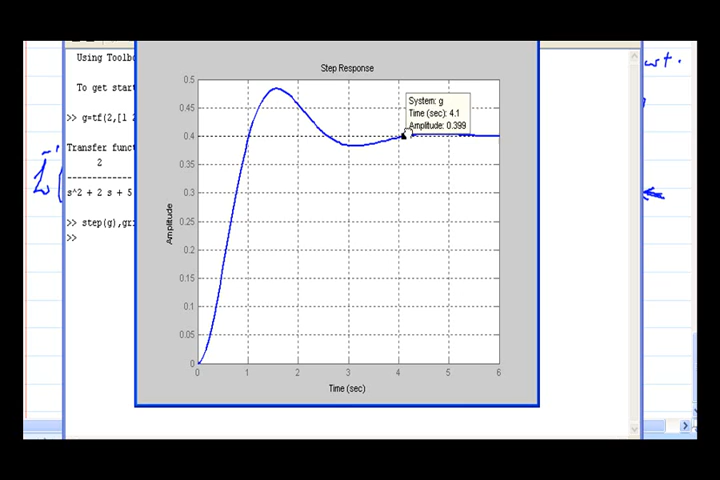 Using Toolbo
To get star
>> g=tf(2,[1 2
Transfer funct
2
-------------
s^2 + 2 s + 5
>> step(g),gri
>>
Step Response
System: g
Time (sec): 4.1
Amplitude: 0.399
Amplitude
0.5
0.45
0.4
0.35
0.3
0.25
0.2
0.15
0.1
0.05
0
0 1 2 3 4 5 6
Time (sec)